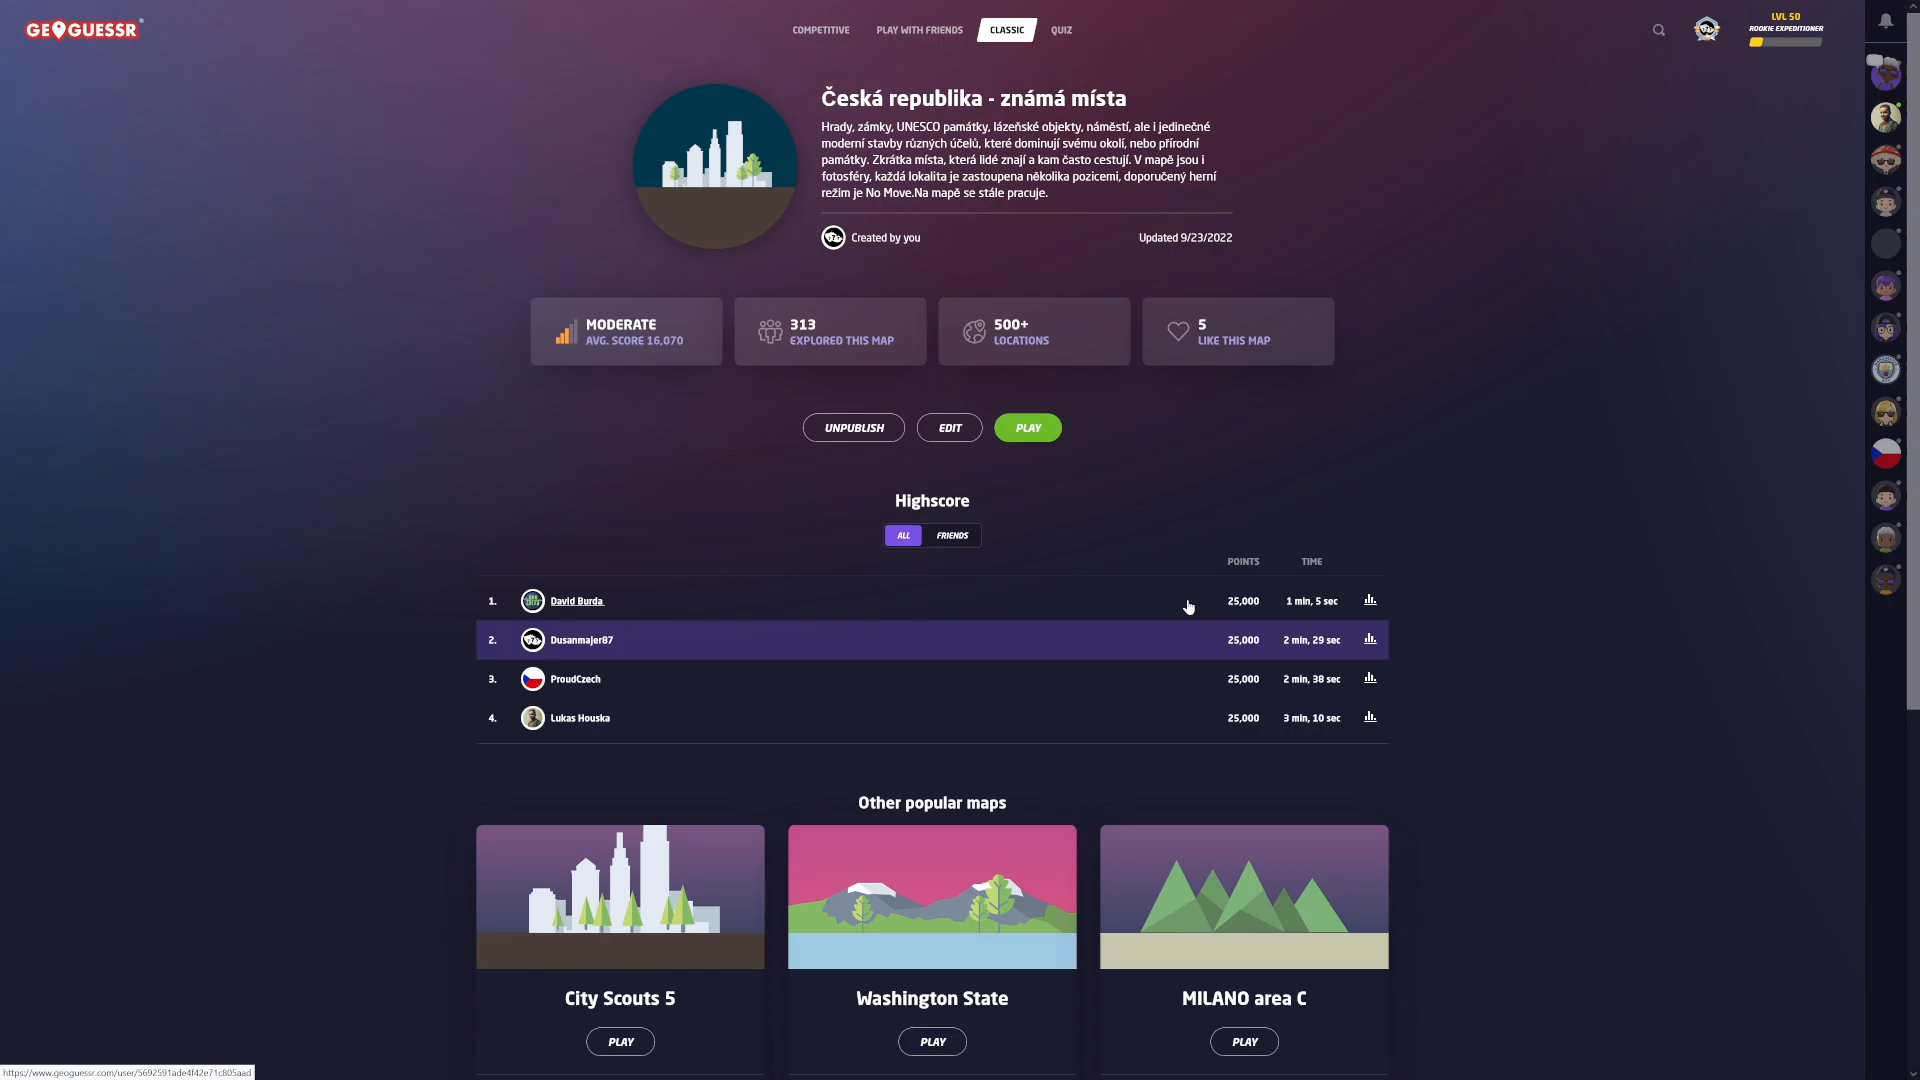 GEOGUESSR
COMPETITIVE PLAY WITH FRIENDS CLASSIC QUIZ
LVL 50
ROOKIE EXPEDITIONER
Česká republika - známá místa
Hrady, zámky, UNESCO památky, lázeňské objekty, náměstí, ale i jedinečné
moderní stavby různých účelů, které dominují svému okolí, nebo přírodní
památky. Zkrátka místa, která lidé znají a kam často cestují. V mapě jsou i
fotosféry, každá lokalita je zastoupena několika pozicemi, doporučený herní
režim je No Move.Na mapě se stále pracuje.
Created by you Updated 9/23/2022
MODERATE
AVG. SCORE 16,070
313
EXPLORED THIS MAP
500+
LOCATIONS
5
LIKE THIS MAP
UNPUBLISH EDIT PLAY
Highscore
ALL FRIENDS
POINTS TIME
1. David Burda 25,000 1 min, 5 sec
2. Dusanmajer87 25,000 2 min, 29 sec
3. ProudCzech 25,000 2 min, 38 sec
4. Lukas Houska 25,000 3 min, 10 sec
Other popular maps
City Scouts 5 Washington State MILANO area C
PLAY PLAY PLAY
https://www.geoguessr.com/user/5692591ade4f42e71c805aad